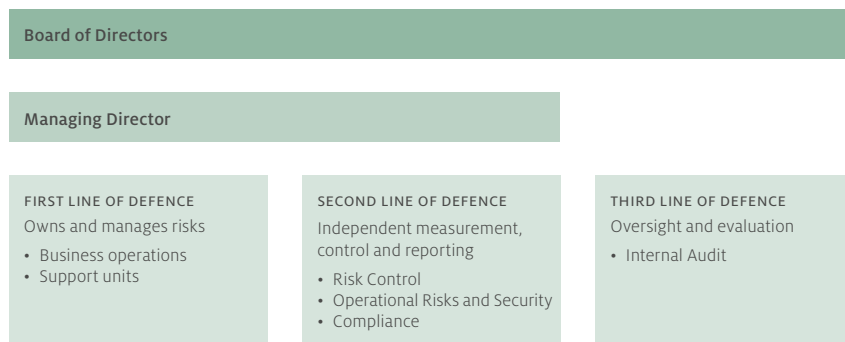 Board of Directors
Managing Director
FIRST LINE OF DEFENCE
Owns and manages risks
• Business operations
• Support units
SECOND LINE OF DEFENCE
Independent measurement,
control and reporting
• Risk Control
• Operational Risks and Security
• Compliance
THIRD LINE OF DEFENCE
Oversight and evaluation
• Internal Audit